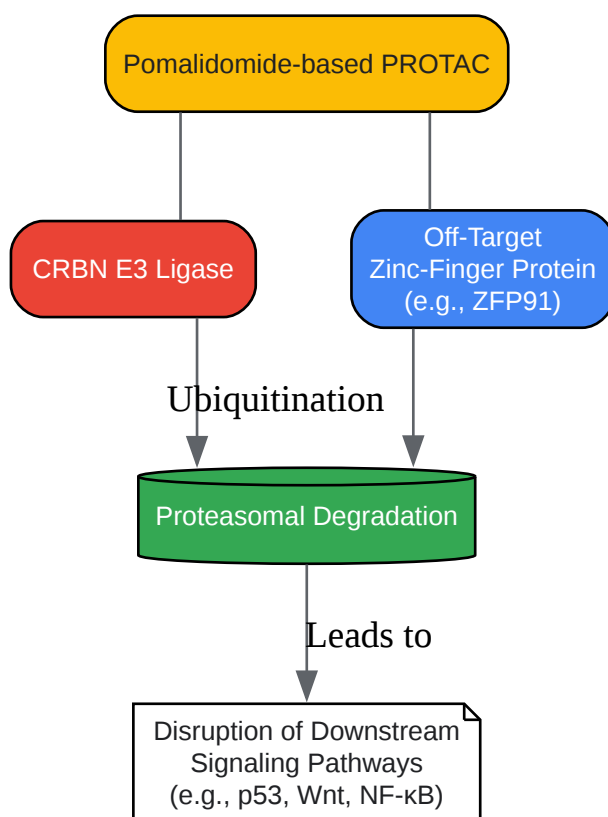 Pomalidomide-based PROTAC
CRBN E3 Ligase
Off-Target
Zinc-Finger Protein
(e.g., ZFP91)
Ubiquitination
Proteasomal Degradation
Leads to
Disruption of Downstream
Signaling Pathways
(e.g., p53, Wnt, NF-κB)